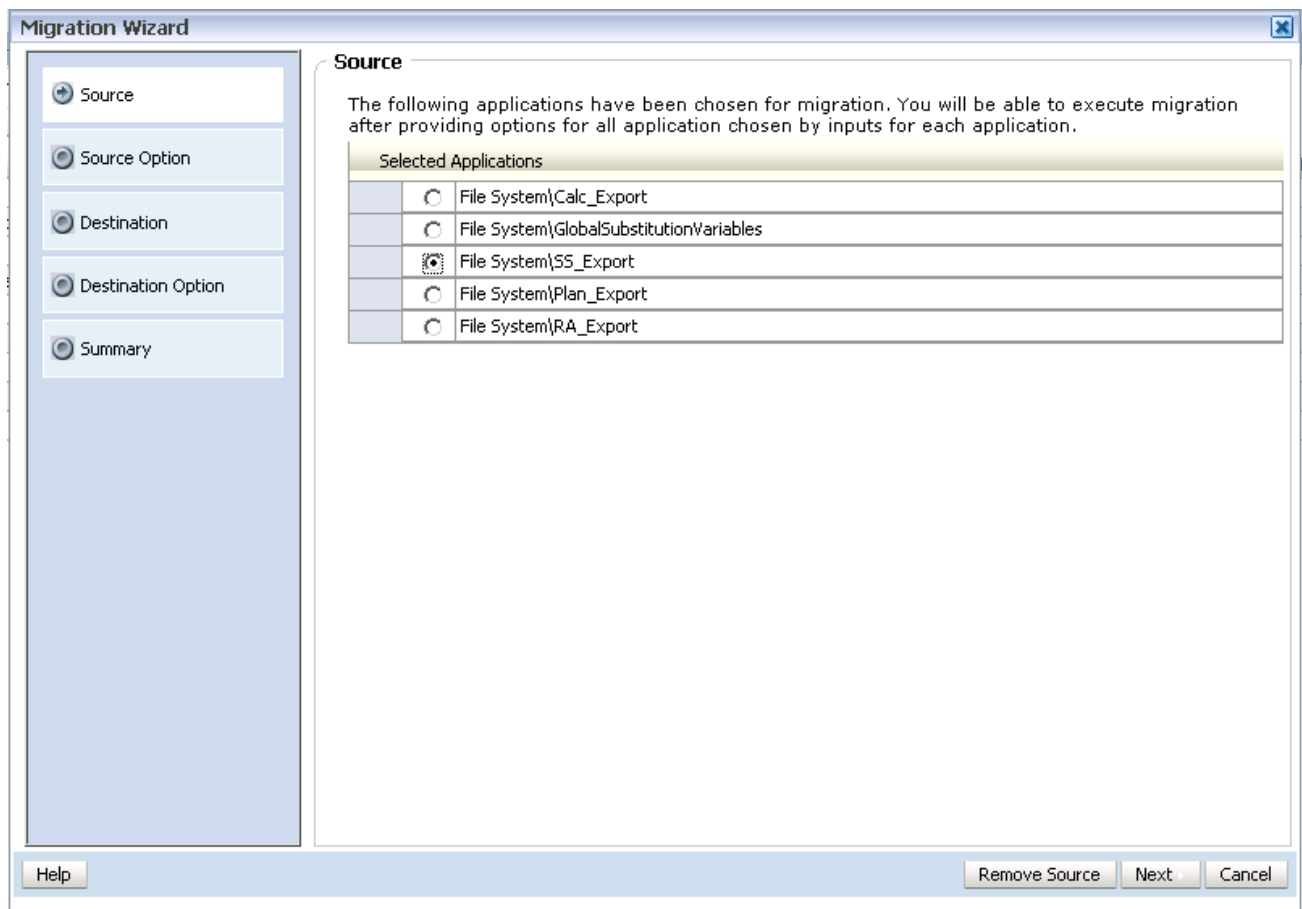 Migration Wizard
Source
Source Option
Destination
Destination Option
Summary
Source
The following applications have been chosen for migration. You will be able to execute migration
after providing options for all application chosen by inputs for each application.
Selected Applications
File System\Calc_Export
File System\GlobalSubstitutionVariables
File System\SS_Export
File System\Plan_Export
File System\RA_Export
Help
Remove Source
Next
Cancel